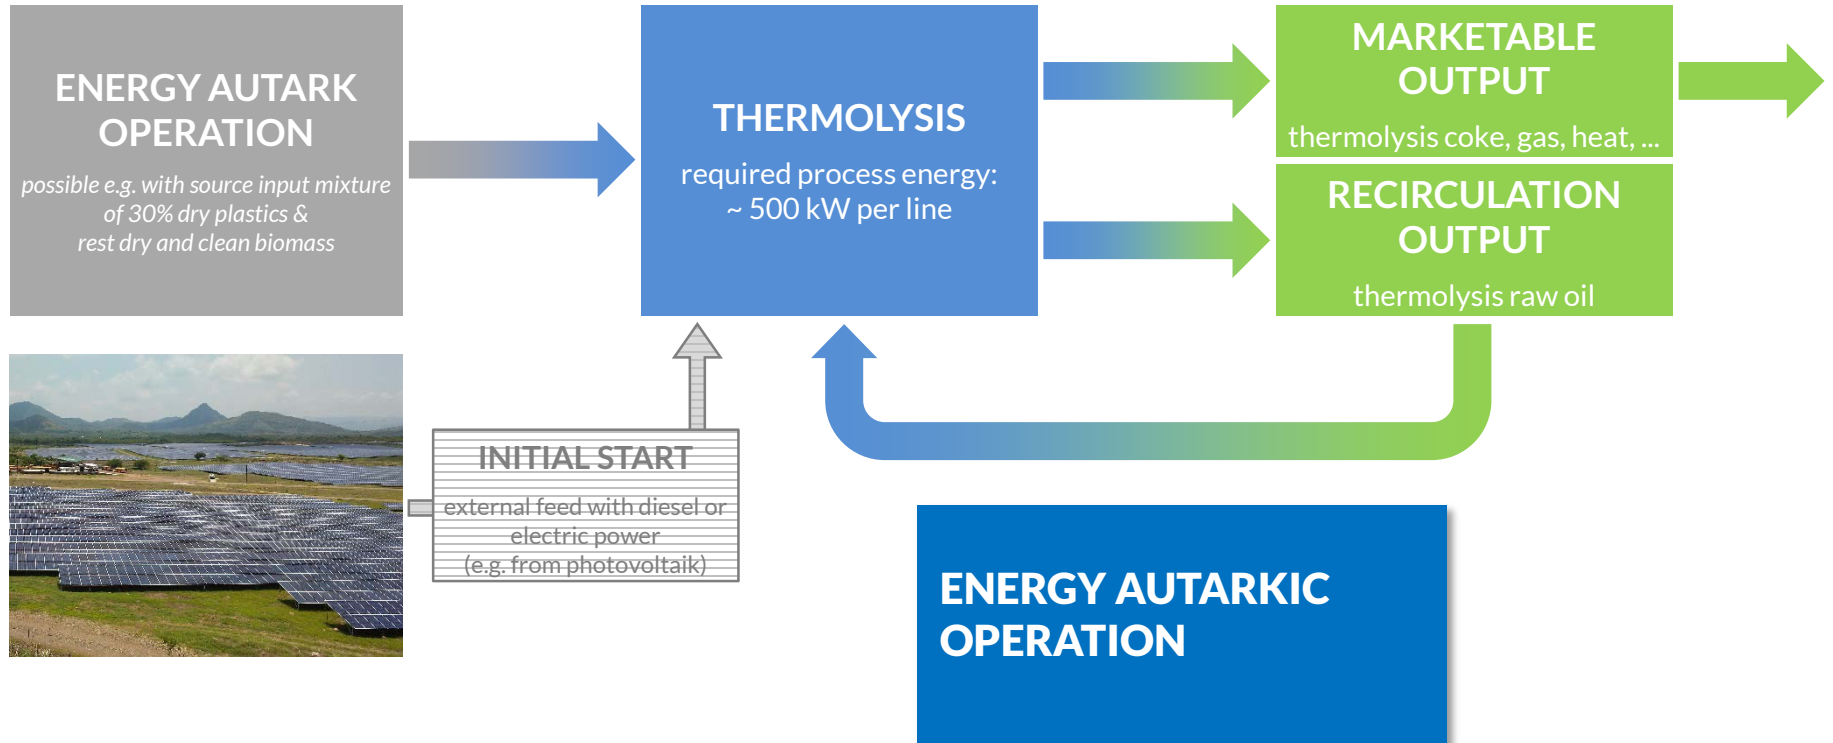 ENERGY AUTARK
OPERATION
possible e.g. with source input mixture
of 30% dry plastics &
rest dry and clean biomass
THERMOLYSIS
required process energy:
~ 500 kW per line
MARKETABLE
OUTPUT
thermolysis coke, gas, heat, ...
RECIRCULATION
OUTPUT
thermolysis raw oil
INITIAL START
external feed with diesel or
electric power
(e.g. from photovoltaik)
ENERGY AUTARKIC
OPERATION